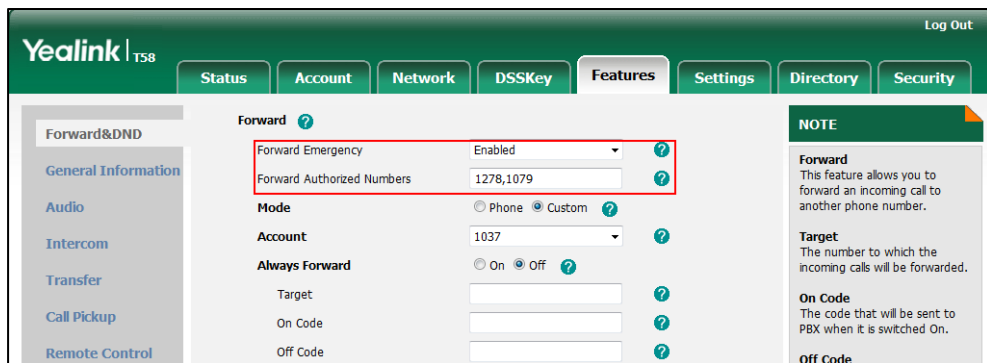 Log Out
Yealink | T58
Status Account Network DSSKey Features Settings Directory Security
Forward&DND
General Information
Audio
Intercom
Transfer
Call Pickup
Remote Control
Forward ?
Forward Emergency Enabled ?
Forward Authorized Numbers 1278,1079 ?
Mode Phone Custom ?
Account 1037 ?
Always Forward On Off ?
Target ?
On Code ?
Off Code ?
NOTE
Forward
This feature allows you to
forward an incoming call to
another phone number.
Target
The number to which the
incoming calls will be forwarded.
On Code
The code that will be sent to
PBX when it is switched On.
Off Code